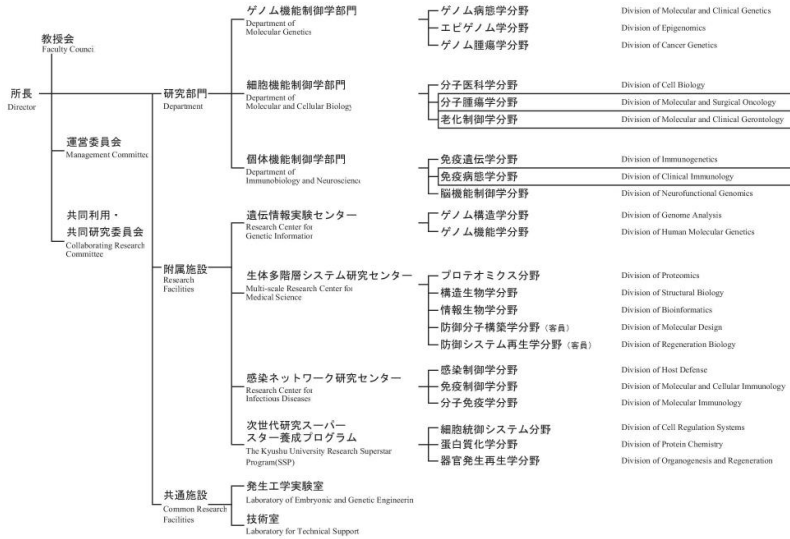 教授会
Faculty Counci
所長
Director
運営委員会
Management Committee
共同利用・
共同研究委員会
Collaborating Research
Committee
研究部門
Department
ゲノム機能制御学部門
Department of
Molecular Genetics
ゲノム病態学分野 Division of Molecular and Clinical Genetics
エピゲノム学分野 Division of Epigenomics
ゲノム腫瘍学分野 Division of Cancer Genetics
細胞機能制御学部門
Department of
Molecular and Cellular Biology
分子医科学分野 Division of Cell Biology
分子腫瘍学分野 Division of Molecular and Surgical Oncology
老化制御学分野 Division of Molecular and Clinical Gerontology
個体機能制御学部門
Department of
Immunobiology and Neuroscience
免疫遺伝学分野 Division of Immunogenetics
免疫病態学分野 Division of Clinical Immunology
脳機能制御学分野 Division of Neurofunctional Genomics
附属施設
Research
Facilities
遺伝情報実験センター
Research Center for
Genetic Information
ゲノム構造学分野 Division of Genome Analysis
ゲノム機能学分野 Division of Human Molecular Genetics
生体多階層システム研究センター
Multi-scale Research Center for
Medical Science
プロテオミクス分野 Division of Proteomics
構造生物学分野 Division of Structural Biology
情報生物学分野 Division of Bioinformatics
防御分子構築学分野（客員） Division of Molecular Design
防御システム再生学分野（客員） Division of Regeneration Biology
感染ネットワーク研究センター
Research Center for
Infectious Diseases
感染制御学分野 Division of Host Defense
免疫制御学分野 Division of Molecular and Cellular Immunology
分子免疫学分野 Division of Molecular Immunology
次世代研究スーパー
スター養成プログラム
The Kyushu University Research Superstar
Program(SSP)
細胞統御システム分野 Division of Cell Regulation Systems
蛋白質化学分野 Division of Protein Chemistry
器官発生再生学分野 Division of Organogenesis and Regeneration
共通施設
Common Research
Facilities
発生工学実験室
Laboratory of Embryonic and Genetic Engineerin
技術室
Laboratory for Technical Support